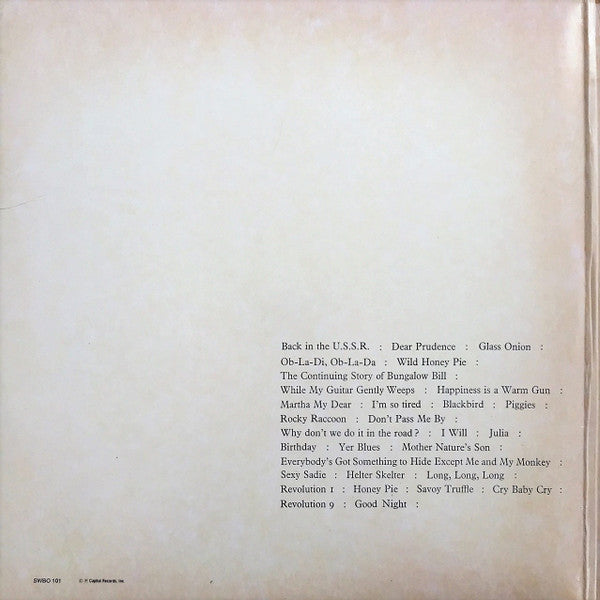 Back in the U.S.S.R. : Dear Prudence : Glass Onion :
Ob-La-Di, Ob-La-Da : Wild Honey Pie :
The Continuing Story of Bungalow Bill :
While My Guitar Gently Weeps : Happiness is a Warm Gun :
Martha My Dear : I'm so tired : Blackbird : Piggies :
Rocky Raccoon : Don't Pass Me By :
Why don't we do it in the road? : I Will : Julia :
Birthday : Yer Blues : Mother Nature's Son :
Everybody's Got Something to Hide Except Me and My Monkey :
Sexy Sadie : Helter Skelter : Long, Long, Long :
Revolution 1 : Honey Pie : Savoy Truffle : Cry Baby Cry :
Revolution 9 : Good Night :
SWBO 101 © ℗ Capitol Records, Inc.